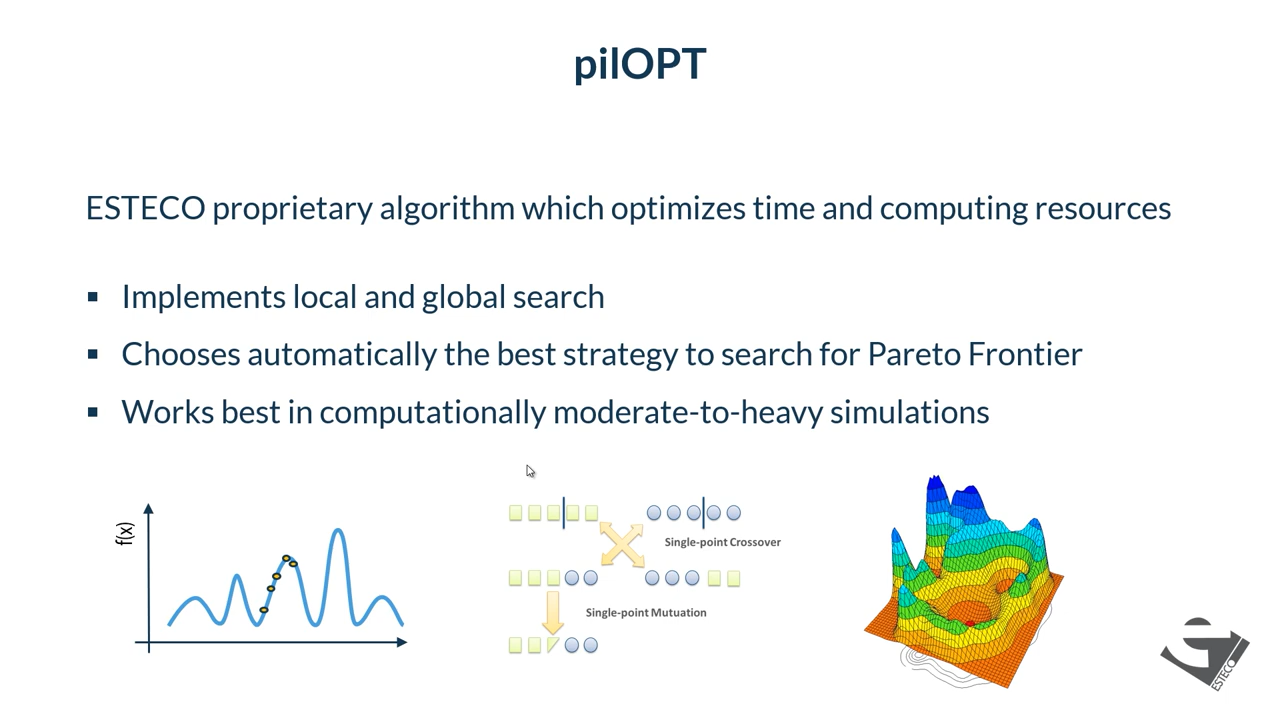 pilOPT
ESTECO proprietary algorithm which optimizes time and computing resources
▪ Implements local and global search
▪ Chooses automatically the best strategy to search for Pareto Frontier
▪ Works best in computationally moderate-to-heavy simulations
f(x)
Single-point Crossover
Single-point Mutuation
ESTECO